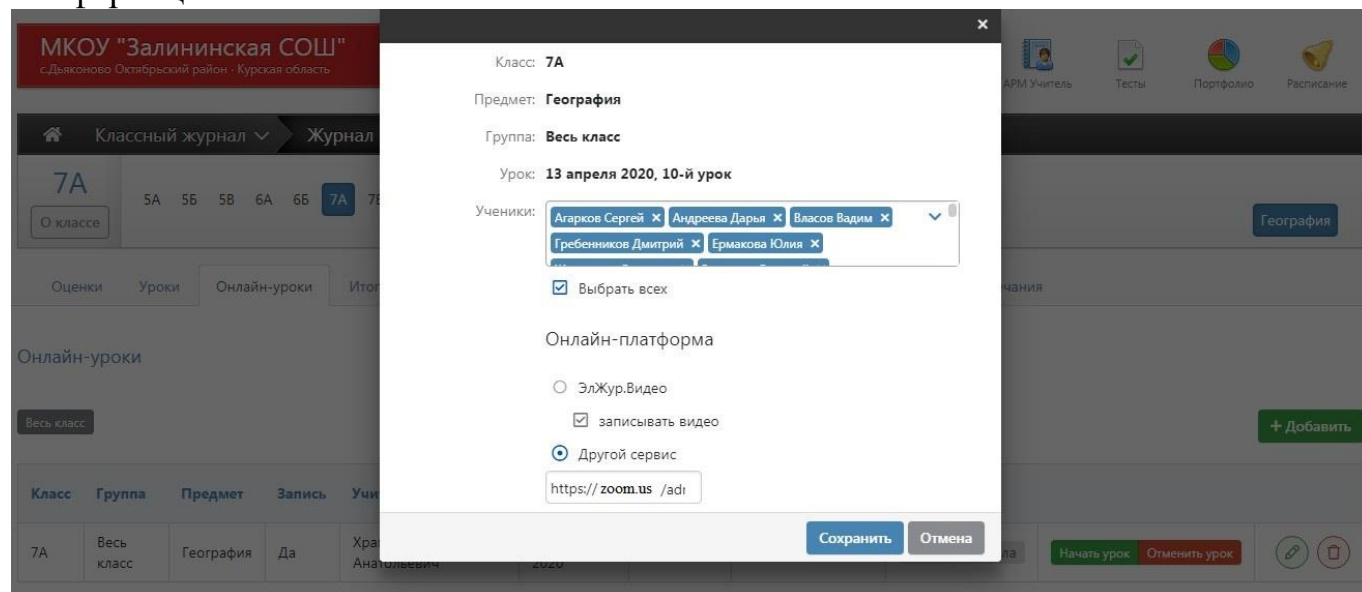 МКОУ "Залининская СОШ"
с.Дьяконово Октябрьский район · Курская область
АРМ Учитель
Тесты
Портфолио
Расписание
Классный журнал
Журнал
7А
О классе
5А 5Б 5В 6А 6Б 7А
География
Оценки Уроки Онлайн-уроки
Онлайн-уроки
Весь класс
+ Добавить
Класс Группа Предмет Запись
7А Весь класс География Да
Анатольевич 2020
Начать урок Отменить урок
×
Класс: 7А
Предмет: География
Группа: Весь класс
Урок: 13 апреля 2020, 10-й урок
Ученики: Агарков Сергей × Андреева Дарья × Власов Вадим ×
Гребенников Дмитрий × Ермакова Юлия ×
Выбрать всех
Онлайн-платформа
ЭлЖур.Видео
записывать видео
Другой сервис
https:// zoom.us /adr
Сохранить Отмена